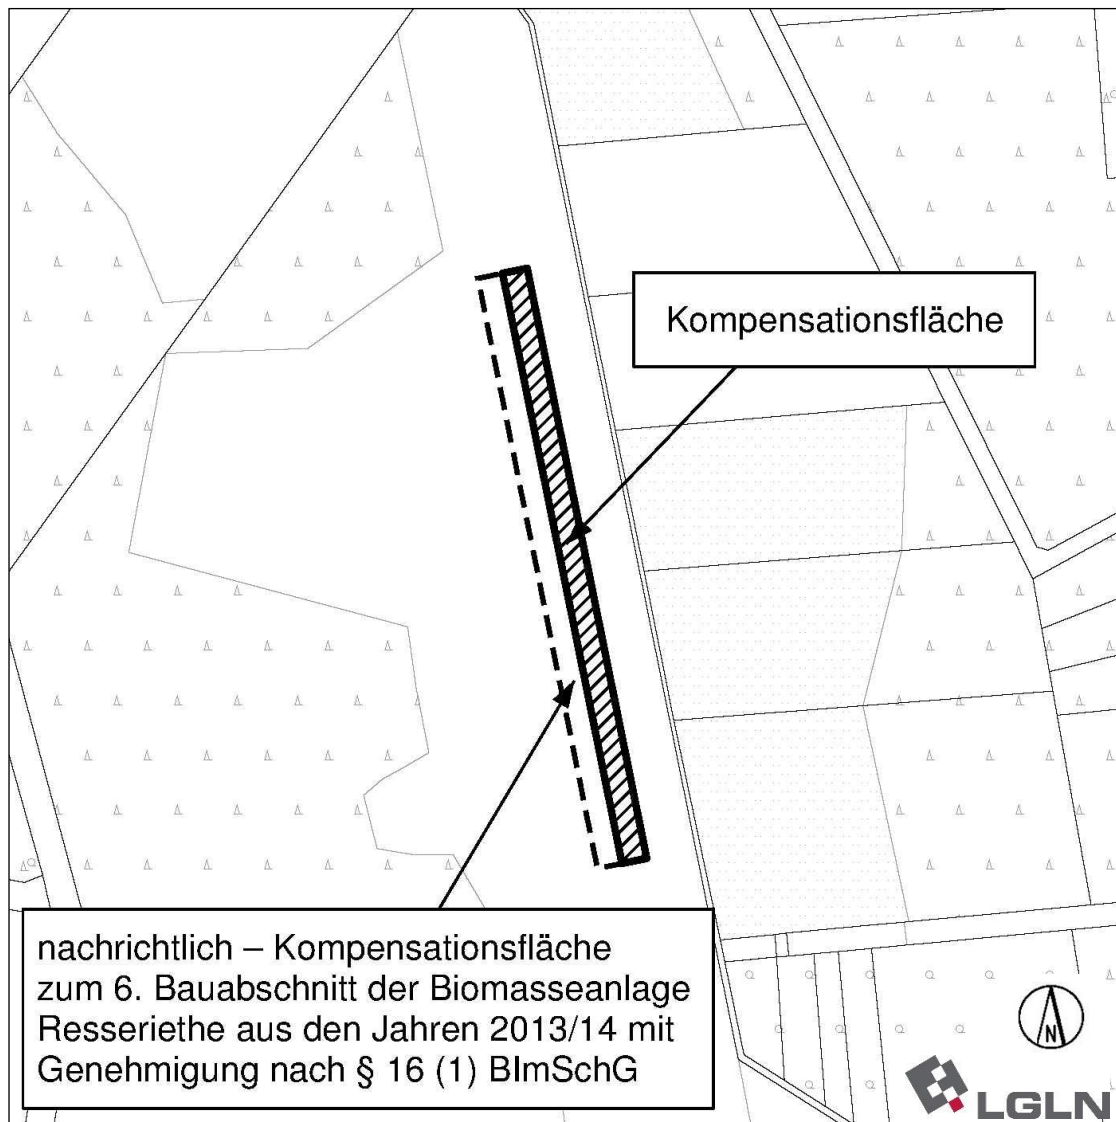 Kompensationsfläche
nachrichtlich – Kompensationsfläche
zum 6. Bauabschnitt der Biomasseanlage
Resseriethe aus den Jahren 2013/14 mit
Genehmigung nach § 16 (1) BImSchG
N
LGLN